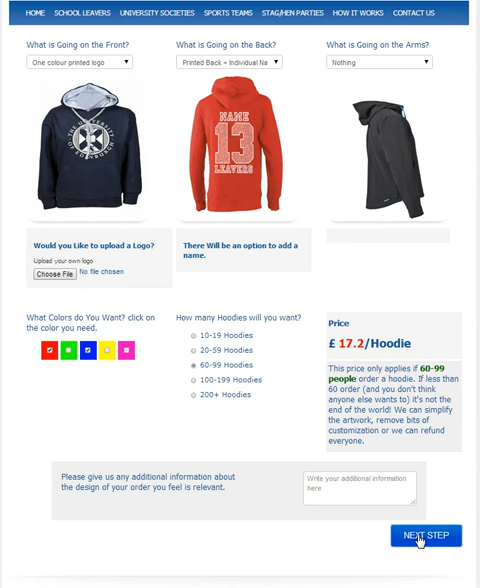 HOME SCHOOL LEAVERS UNIVERSITY SOCIETIES SPORTS TEAMS STAG/HEN PARTIES HOW IT WORKS CONTACT US
What is Going on the Front?
One colour printed logo
What is Going on the Back?
Printed Back + Individual Na
What is Going on the Arms?
Nothing
THE UNIVERSITY
OF EDINBURGH
NAME
13
LEAVERS
Would you Like to upload a Logo?
Upload your own logo
Choose File No file chosen
There Will be an option to add a
name.
What Colors do You Want? click on
the color you need.
How many Hoodies will you want?
10-19 Hoodies
20-59 Hoodies
60-99 Hoodies
100-199 Hoodies
200+ Hoodies
Price
£ 17.2/Hoodie
This price only applies if 60-99
people order a hoodie. If less than
60 order (and you don't think
anyone else wants to) it's not the
end of the world! We can simplify
the artwork, remove bits of
customization or we can refund
everyone.
Please give us any additional information about
the design of your order you feel is relevant.
Write your additional information
here
NEXT STEP